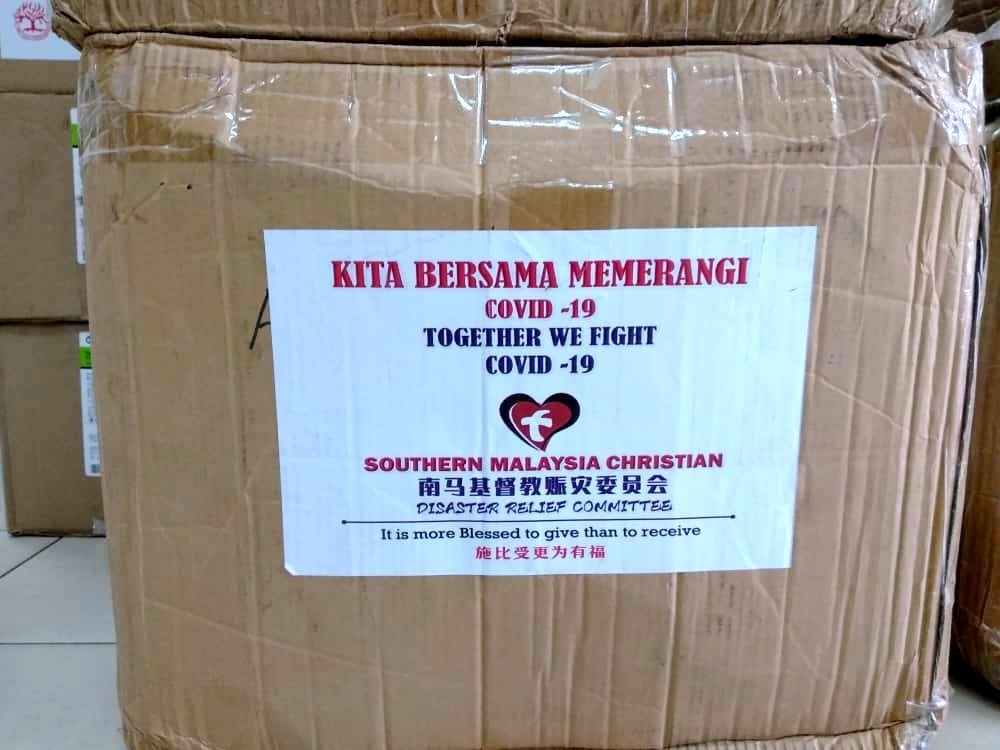 KITA BERSAMA MEMERANGI
COVID -19
TOGETHER WE FIGHT
COVID -19
SOUTHERN MALAYSIA CHRISTIAN
南马基督教赈灾委员会
DISASTER RELIEF COMMITTEE
It is more Blessed to give than to receive
施比受更为有福